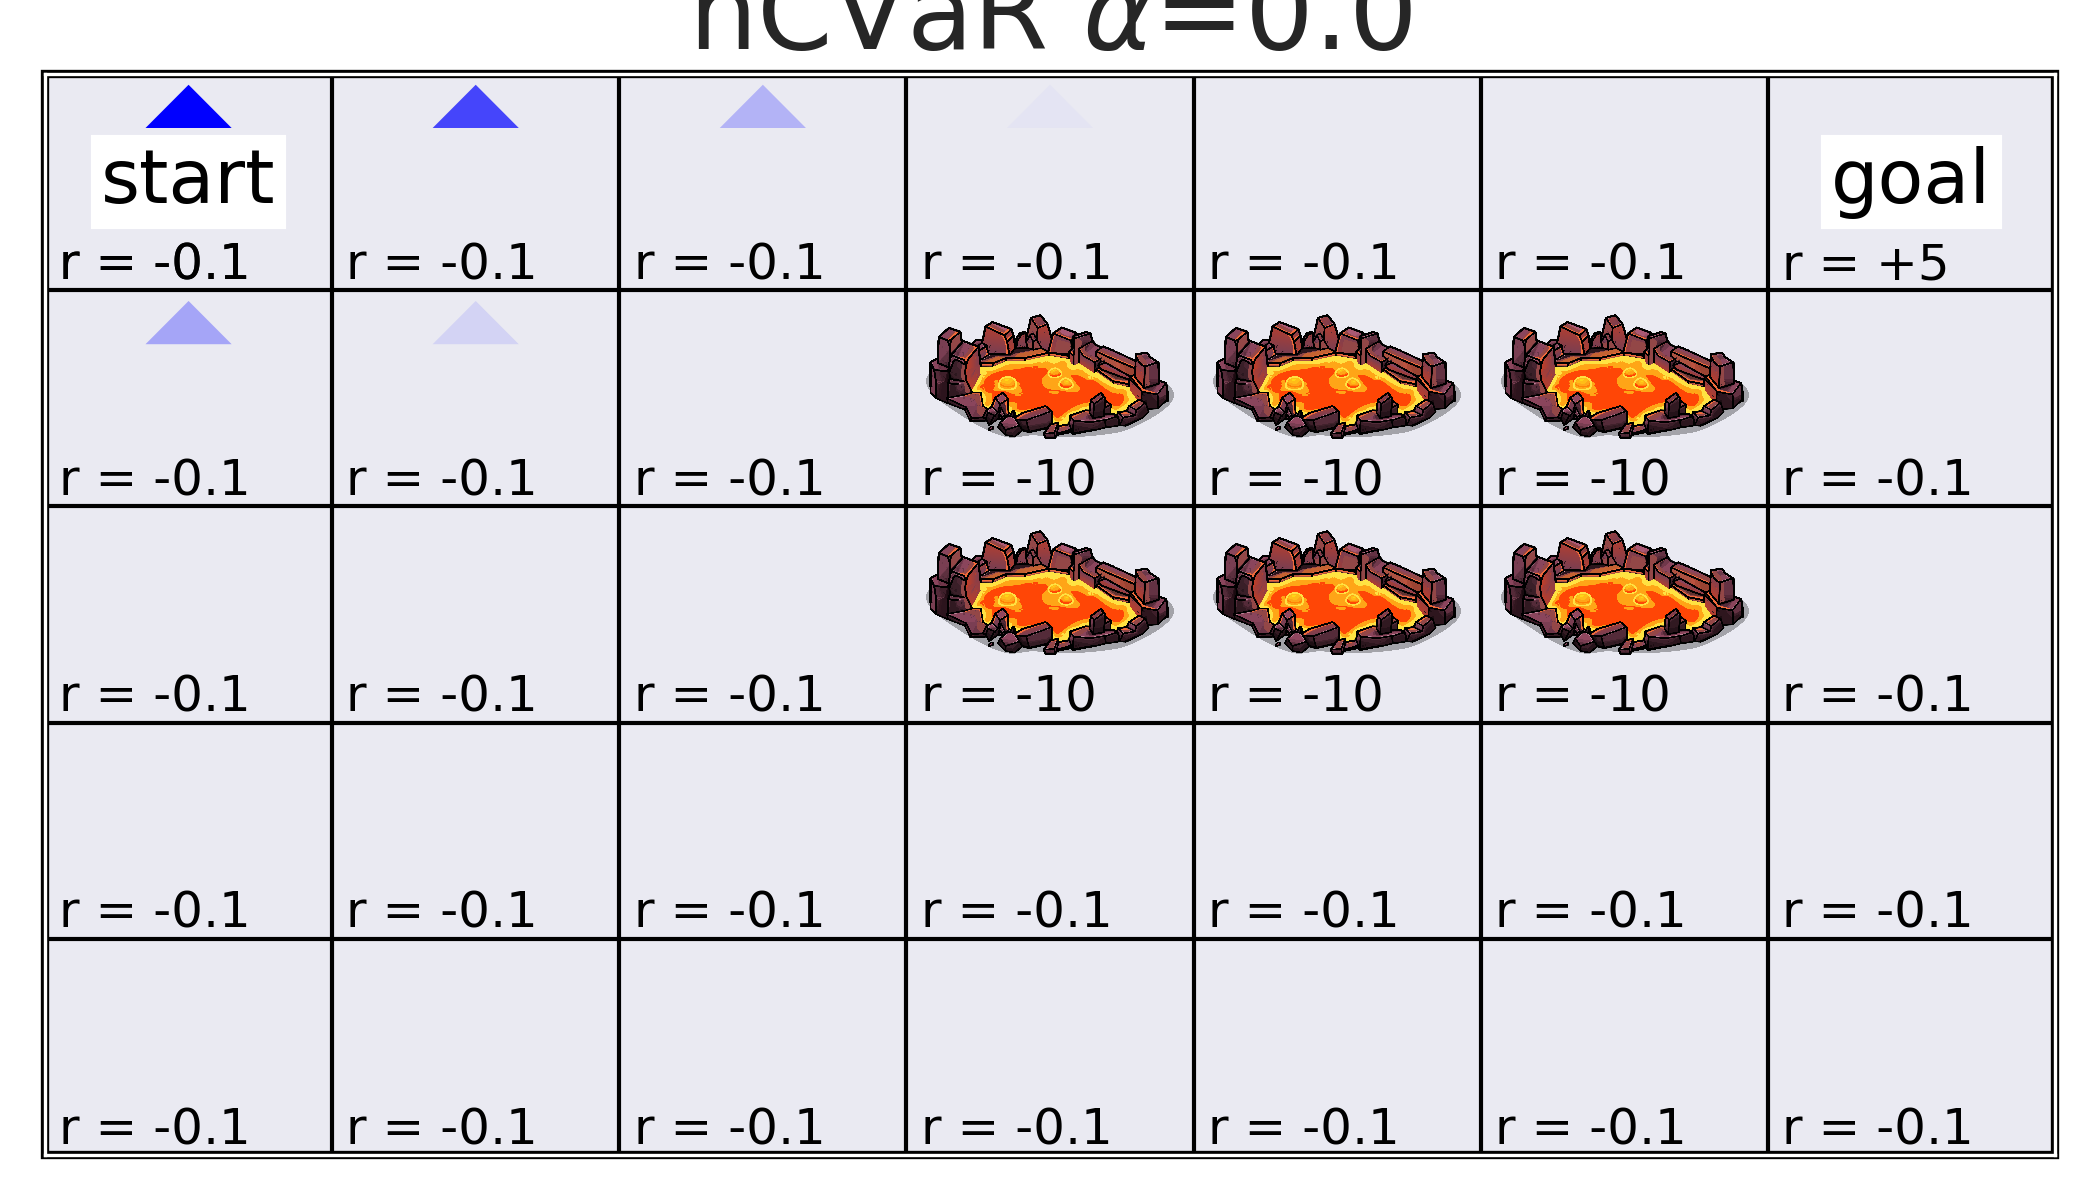 nCVaR α=0.0
start goal
r = -0.1 r = -0.1 r = -0.1 r = -0.1 r = -0.1 r = -0.1 r = +5
r = -0.1 r = -0.1 r = -0.1 r = -10 r = -10 r = -10 r = -0.1
r = -0.1 r = -0.1 r = -0.1 r = -10 r = -10 r = -10 r = -0.1
r = -0.1 r = -0.1 r = -0.1 r = -0.1 r = -0.1 r = -0.1 r = -0.1
r = -0.1 r = -0.1 r = -0.1 r = -0.1 r = -0.1 r = -0.1 r = -0.1